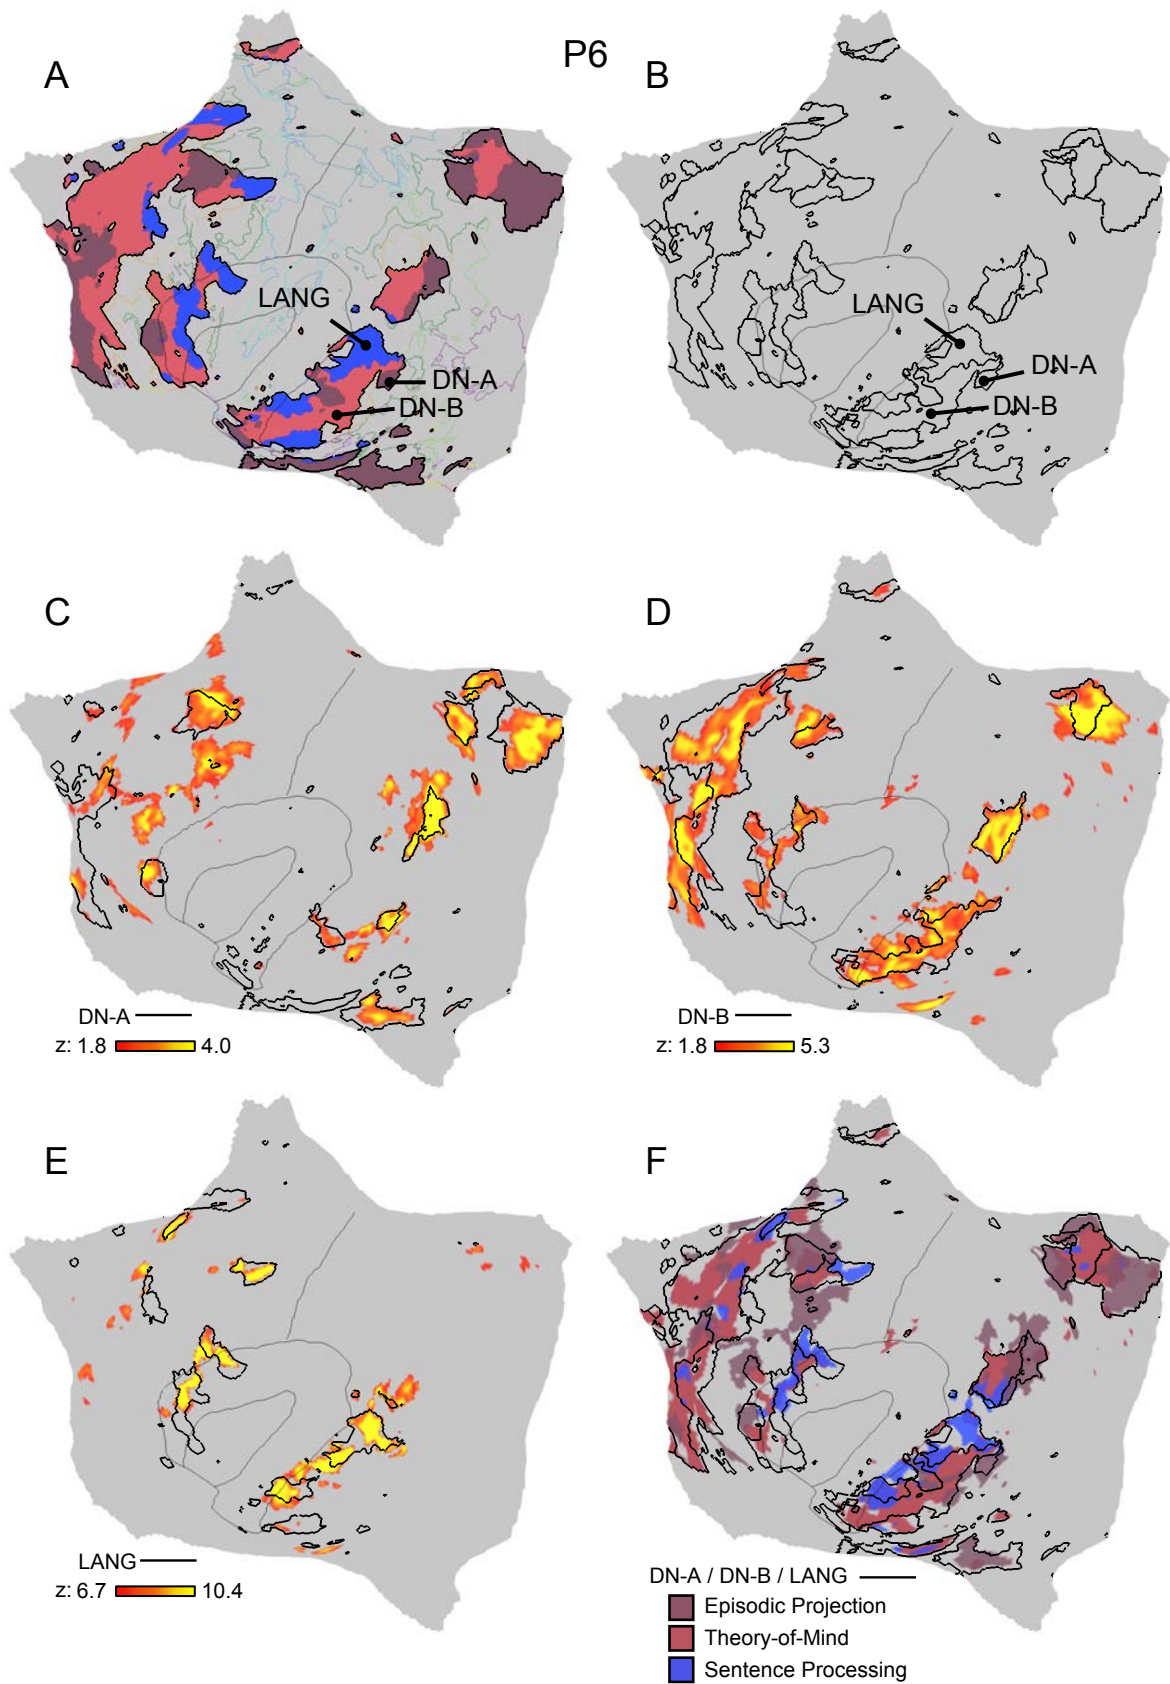 P6
A
B
LANG
DN-A
DN-B
LANG
DN-A
DN-B
C
D
DN-A
z: 1.8 4.0
DN-B
z: 1.8 5.3
E
F
LANG
z: 6.7 10.4
DN-A / DN-B / LANG
Episodic Projection
Theory-of-Mind
Sentence Processing